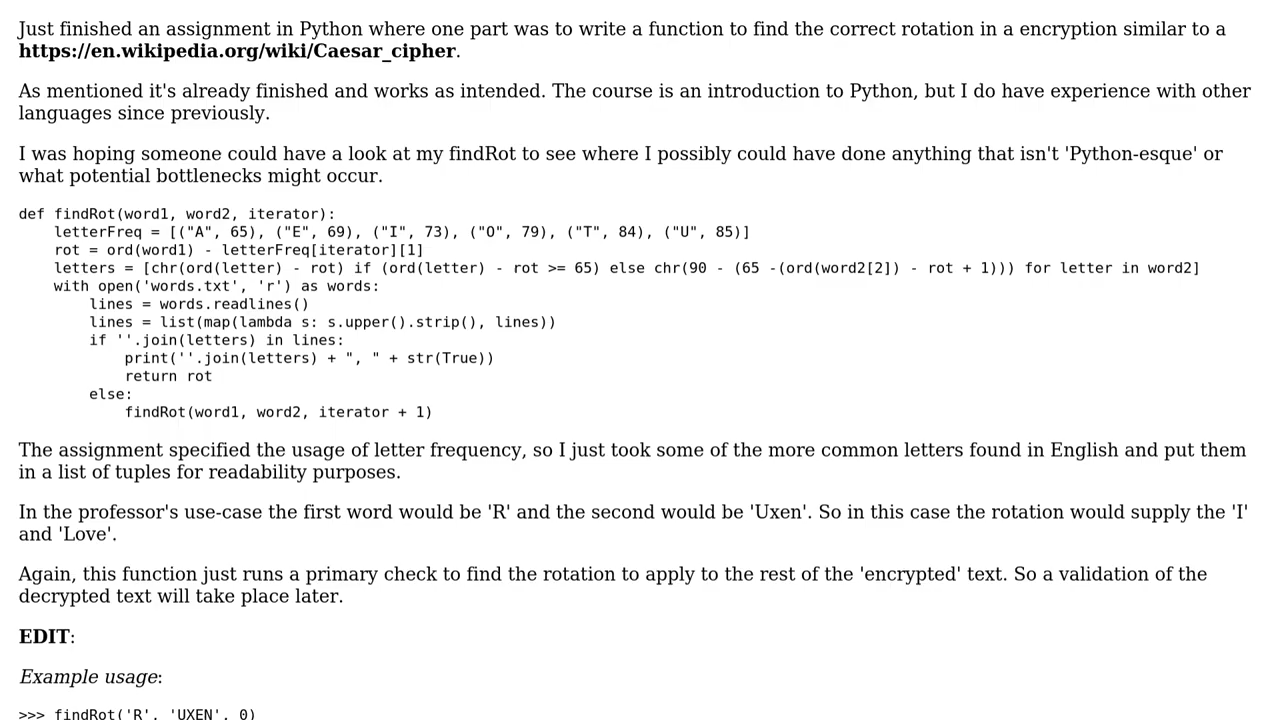 Just finished an assignment in Python where one part was to write a function to find the correct rotation in a encryption similar to a
https://en.wikipedia.org/wiki/Caesar_cipher.
As mentioned it's already finished and works as intended. The course is an introduction to Python, but I do have experience with other
languages since previously.
I was hoping someone could have a look at my findRot to see where I possibly could have done anything that isn't 'Python-esque' or
what potential bottlenecks might occur.
def findRot(word1, word2, iterator):
    letterFreq = [("A", 65), ("E", 69), ("I", 73), ("O", 79), ("T", 84), ("U", 85)]
    rot = ord(word1) - letterFreq[iterator][1]
    letters = [chr(ord(letter) - rot) if (ord(letter) - rot >= 65) else chr(90 - (65 -(ord(word2[2]) - rot + 1))) for letter in word2]
    with open('words.txt', 'r') as words:
        lines = words.readlines()
        lines = list(map(lambda s: s.upper().strip(), lines))
        if ''.join(letters) in lines:
            print(''.join(letters) + ", " + str(True))
            return rot
        else:
            findRot(word1, word2, iterator + 1)
The assignment specified the usage of letter frequency, so I just took some of the more common letters found in English and put them
in a list of tuples for readability purposes.
In the professor's use-case the first word would be 'R' and the second would be 'Uxen'. So in this case the rotation would supply the 'I'
and 'Love'.
Again, this function just runs a primary check to find the rotation to apply to the rest of the 'encrypted' text. So a validation of the
decrypted text will take place later.
EDIT:
Example usage:
>>> findRot('R', 'UXEN', 0)